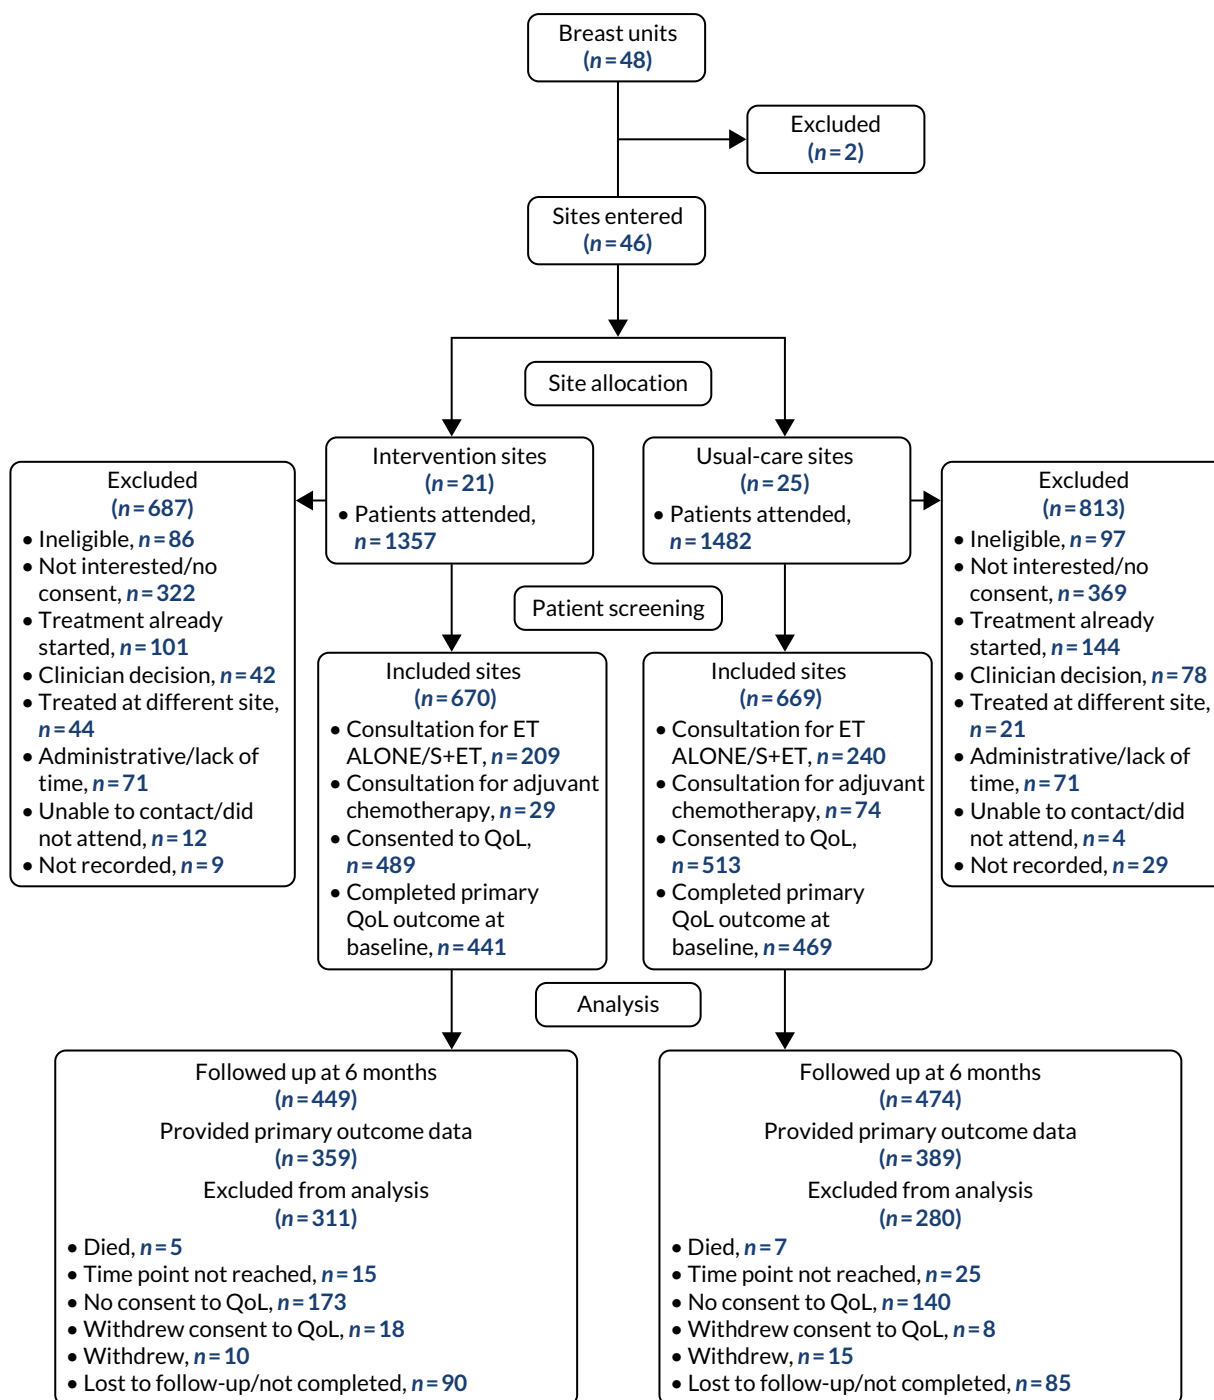 Breast units
(n=48)
Excluded
(n=2)
Sites entered
(n=46)
Site allocation
Intervention sites
(n=21)
• Patients attended,
n=1357
Usual-care sites
(n=25)
• Patients attended,
n=1482
Excluded
(n=687)
• Ineligible, n=86
• Not interested/no
consent, n=322
• Treatment already
started, n=101
• Clinician decision, n=42
• Treated at different site,
n=44
• Administrative/lack of
time, n=71
• Unable to contact/did
not attend, n=12
• Not recorded, n=9
Excluded
(n=813)
• Ineligible, n=97
• Not interested/no
consent, n=369
• Treatment already
started, n=144
• Clinician decision, n=78
• Treated at different site,
n=21
• Administrative/lack of
time, n=71
• Unable to contact/did
not attend, n=4
• Not recorded, n=29
Patient screening
Included sites
(n=670)
• Consultation for ET
ALONE/S+ET, n=209
• Consultation for adjuvant
chemotherapy, n=29
• Consented to QoL,
n=489
• Completed primary
QoL outcome at
baseline, n=441
Included sites
(n=669)
• Consultation for ET
ALONE/S+ET, n=240
• Consultation for adjuvant
chemotherapy, n=74
• Consented to QoL,
n=513
• Completed primary
QoL outcome at
baseline, n=469
Analysis
Followed up at 6 months
(n=449)
Provided primary outcome data
(n=359)
Excluded from analysis
(n=311)
• Died, n=5
• Time point not reached, n=15
• No consent to QoL, n=173
• Withdrew consent to QoL, n=18
• Withdrew, n=10
• Lost to follow-up/not completed, n=90
Followed up at 6 months
(n=474)
Provided primary outcome data
(n=389)
Excluded from analysis
(n=280)
• Died, n=7
• Time point not reached, n=25
• No consent to QoL, n=140
• Withdrew consent to QoL, n=8
• Withdrew, n=15
• Lost to follow-up/not completed, n=85